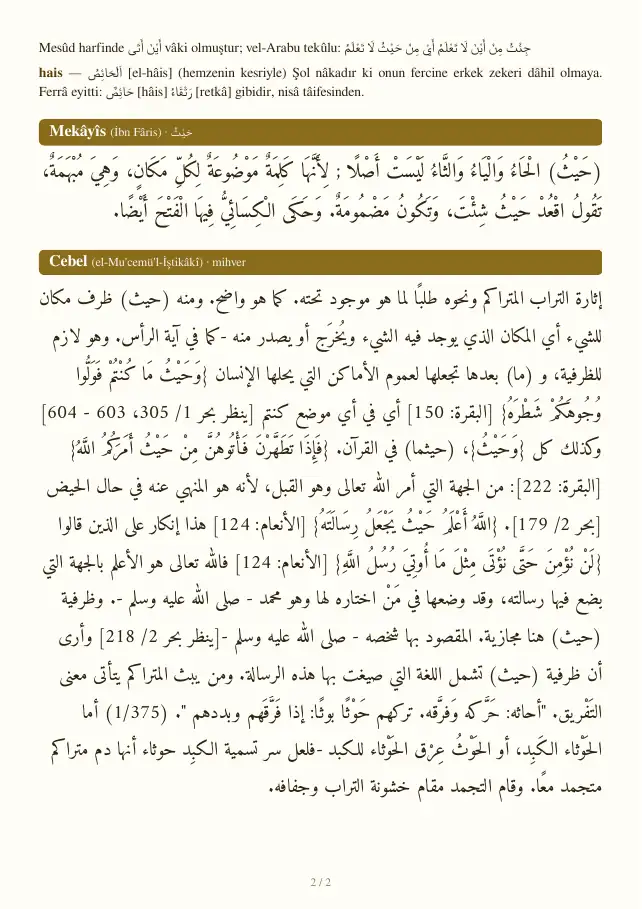 Mesûd harfinde أَيْنَ أَتَى vâki olmuştur; vel-Arabu tekûlu: جِئْتُ مِنْ أَيْنَ لَا تَعْلَمُ أَيْ مِنْ حَيْثُ لَا تَعْلَمُ
hais — اَلْحَائِصُ [el-hâis] (hemzenin kesriyle) Şol nâkadır ki onun fercine erkek zekeri dâhil olmaya.
Ferrâ eyitti: حَائِصٌ [hâis] رَتْقَاءُ [retkâ] gibidir, nisâ tâifesinden.
Mekâyîs (İbn Fâris) · حَيْثُ
(حَيْثُ) الْحَاءُ وَالْيَاءُ وَالثَّاءُ لَيْسَتْ أَصْلًا ; لِأَنَّهَا كَلِمَةٌ مَوْضُوعَةٌ لِكُلِّ مَكَانٍ، وَهِيَ مُبْهَمَةٌ،
تَقُولُ اقْعُدْ حَيْثُ شِئْتَ، وَتَكُونُ مَضْمُومَةً. وَحَكَى الْكِسَائِيُّ فِيهَا الْفَتْحَ أَيْضًا.
Cebel (el-Mu'cemü'l-İştikâkî) · mihver
إثارة التراب المتراكم ونحوه طلبًا لما هو موجود تحته. كما هو واضح. ومنه (حيث) ظرف مكان
للشيء أي المكان الذي يوجد فيه الشيء ويُخرَج أو يصدر منه -كما في آية الرأس. وهو لازم
للظرفية، و (ما) بعدها تجعلها لعموم الأماكن التي يحلها الإنسان {وَحَيْثُ مَا كُنْتُمْ فَوَلُّوا
وُجُوهَكُمْ شَطْرَهُ} [البقرة: 150] أي في أي موضع كنتم [ينظر بحر 1/ 305، 603 - 604]
وكذلك كل {وَحَيْثُ}، (حيثما) في القرآن. {فَإِذَا تَطَهَّرْنَ فَأْتُوهُنَّ مِنْ حَيْثُ أَمَرَكُمُ اللَّهُ}
[البقرة: 222]: من الجهة التي أمر الله تعالى وهو القبل، لأنه هو المنهي عنه في حال الحيض
[بحر 2/ 179]. {اللَّهُ أَعْلَمُ حَيْثُ يَجْعَلُ رِسَالَتَهُ} [الأنعام: 124] هذا إنكار على الذين قالوا
{لَنْ نُؤْمِنَ حَتَّى نُؤْتَى مِثْلَ مَا أُوتِيَ رُسُلُ اللَّهِ} [الأنعام: 124] فالله تعالى هو الأعلم بالجهة التي
يضع فيها رسالته، وقد وضعها في مَنْ اختاره لها وهو محمد - صلى الله عليه وسلم -. وظرفية
(حيث) هنا مجازية. المقصود بها شخصه - صلى الله عليه وسلم -[ينظر بحر 2/ 218] وأرى
أن ظرفية (حيث) تشمل اللغة التي صيغت بها هذه الرسالة. ومن يبث المتراكم يتأتى معنى
التَفْريق. "أحاثه: حَرَّكه وَفرَّقه. تركهم حَوْثًا بوثًا: إذا فَرَّقَهم وبددهم ". (1/375) أما
الحَوْثاء الكَبِد، أو الحَوْثُ عِرْق الحَوْثاء للكبد -فلعل سر تسمية الكبِد حوثاء أنها دم متراكم
متجمد معًا. وقام التجمد مقام خشونة التراب وجفافه.
2 / 2